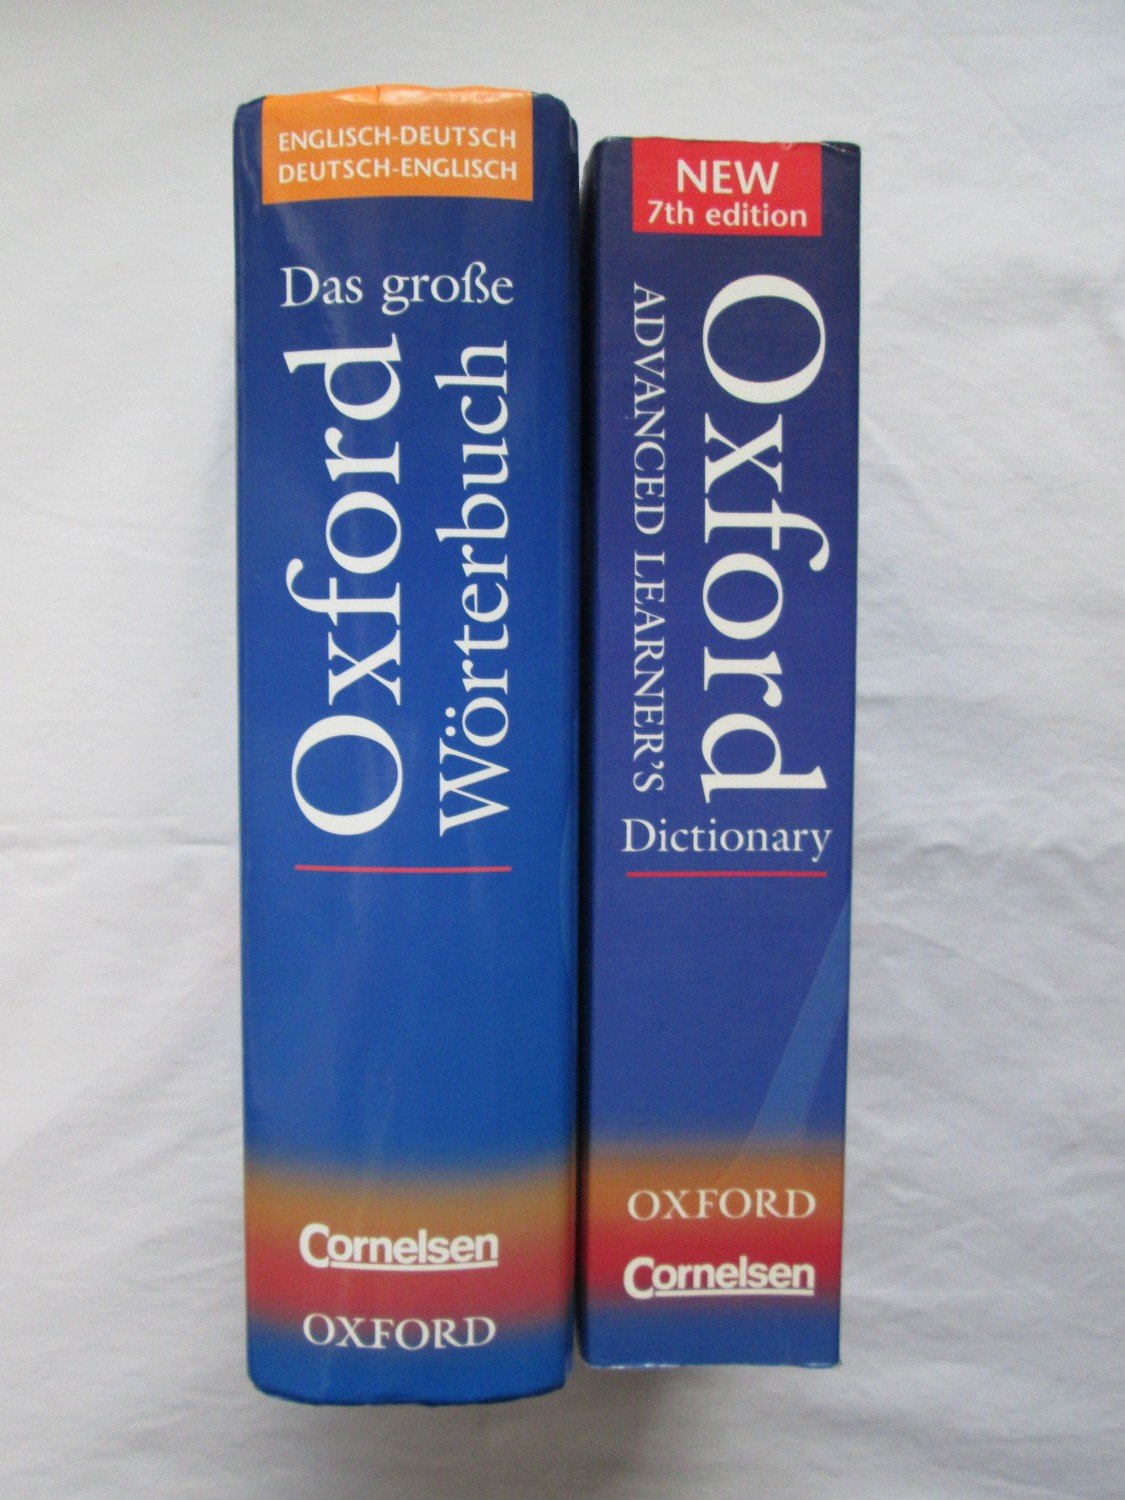 ENGLISCH-DEUTSCH
DEUTSCH-ENGLISCH
Das große
Oxford
Wörterbuch
Cornelsen
OXFORD
NEW
7th edition
Oxford
ADVANCED LEARNER'S
Dictionary
OXFORD
Cornelsen